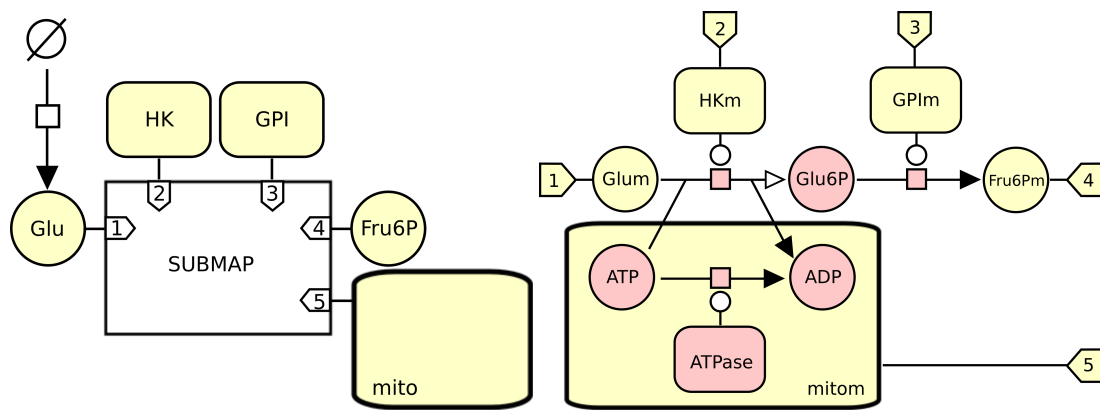 HK
GPI
2
3
Glu
1
4
Fru6P
SUBMAP
5
mito
2
3
HKm
GPIm
1
Glum
Glu6P
Fru6Pm
4
ATP
ADP
ATPase
5
mitom